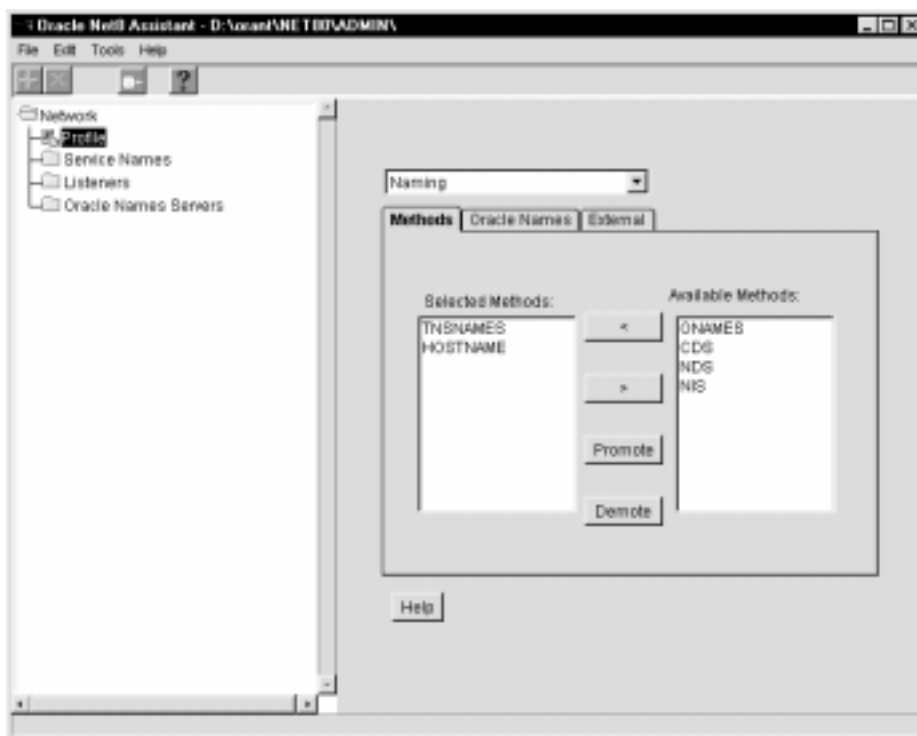 Oracle Net8 Assistant - D:\orant\NET80\ADMIN\
File Edit Tools Help
?
Network
Profile
Service Names
Listeners
Oracle Names Servers
Naming
Methods Oracle Names External
Selected Methods:
TNSNAMES
HOSTNAME
<
>
Promote
Demote
Available Methods:
ONAMES
CDS
NDS
NIS
Help